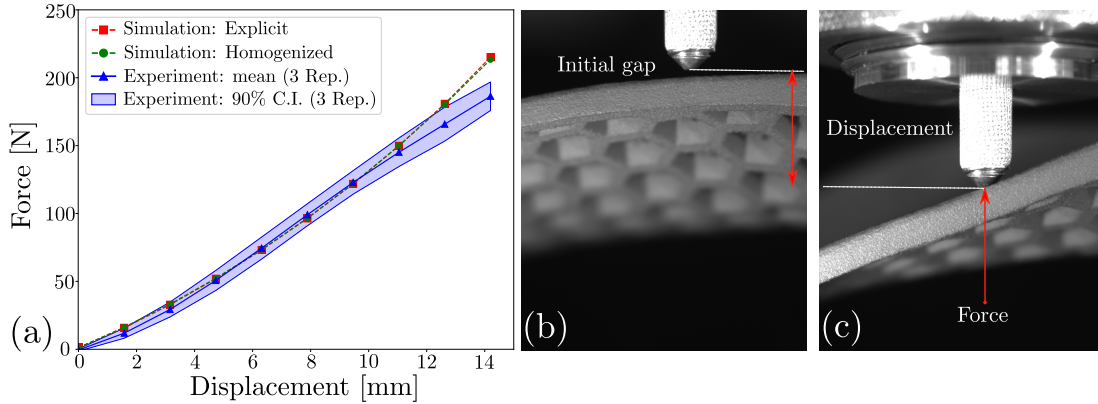 250
200
150
100
50
0
Force [N]
Simulation: Explicit
Simulation: Homogenized
Experiment: mean (3 Rep.)
Experiment: 90% C.I. (3 Rep.)
0 2 4 6 8 10 12 14
Displacement [mm]
(a)
Initial gap
(b)
Displacement
Force
(c)